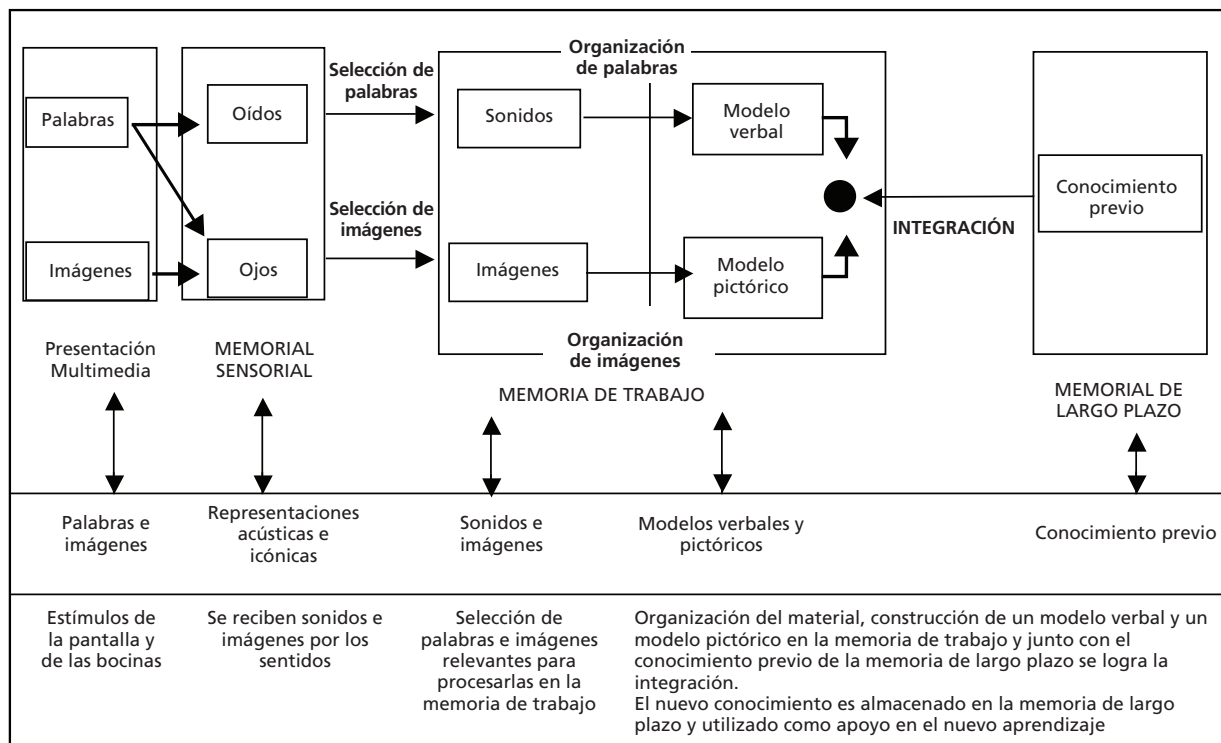 Palabras
Imágenes
Presentación
Multimedia
Oídos
Ojos
MEMORIAL
SENSORIAL
Selección de
palabras
Selección de
imágenes
Organización
de palabras
Sonidos
Modelo
verbal
Imágenes
Modelo
pictórico
Organización
de imágenes
MEMORIA DE TRABAJO
INTEGRACIÓN
Conocimiento
previo
MEMORIAL DE
LARGO PLAZO
Palabras e
imágenes
Representaciones
acústicas e
icónicas
Sonidos e
imágenes
Modelos verbales y
pictóricos
Conocimiento previo
Estímulos de
la pantalla y
de las bocinas
Se reciben sonidos e
imágenes por los
sentidos
Selección de
palabras e imágenes
relevantes para
procesarlas en la
memoria de trabajo
Organización del material, construcción de un modelo verbal y un
modelo pictórico en la memoria de trabajo y junto con el
conocimiento previo de la memoria de largo plazo se logra la
integración.
El nuevo conocimiento es almacenado en la memoria de largo
plazo y utilizado como apoyo en el nuevo aprendizaje